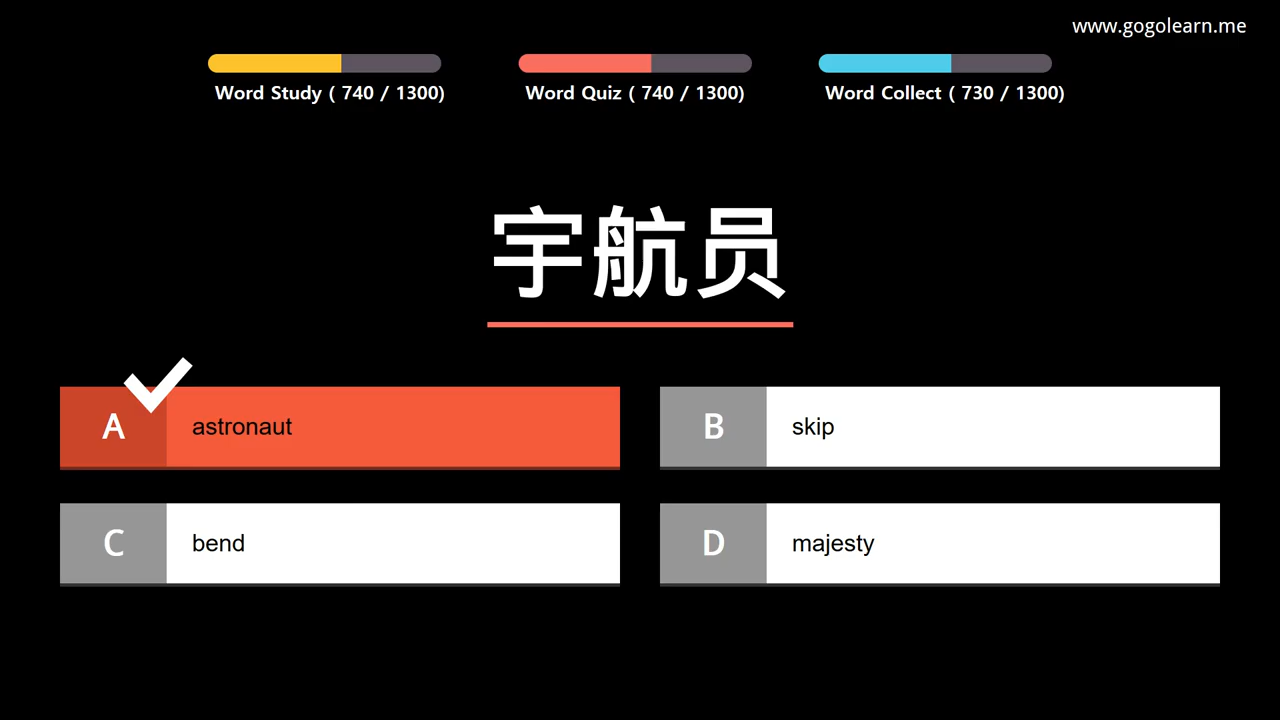 www.gogolearn.me
Word Study ( 740 / 1300)
Word Quiz ( 740 / 1300)
Word Collect ( 730 / 1300)
宇航员
A astronaut
B skip
C bend
D majesty